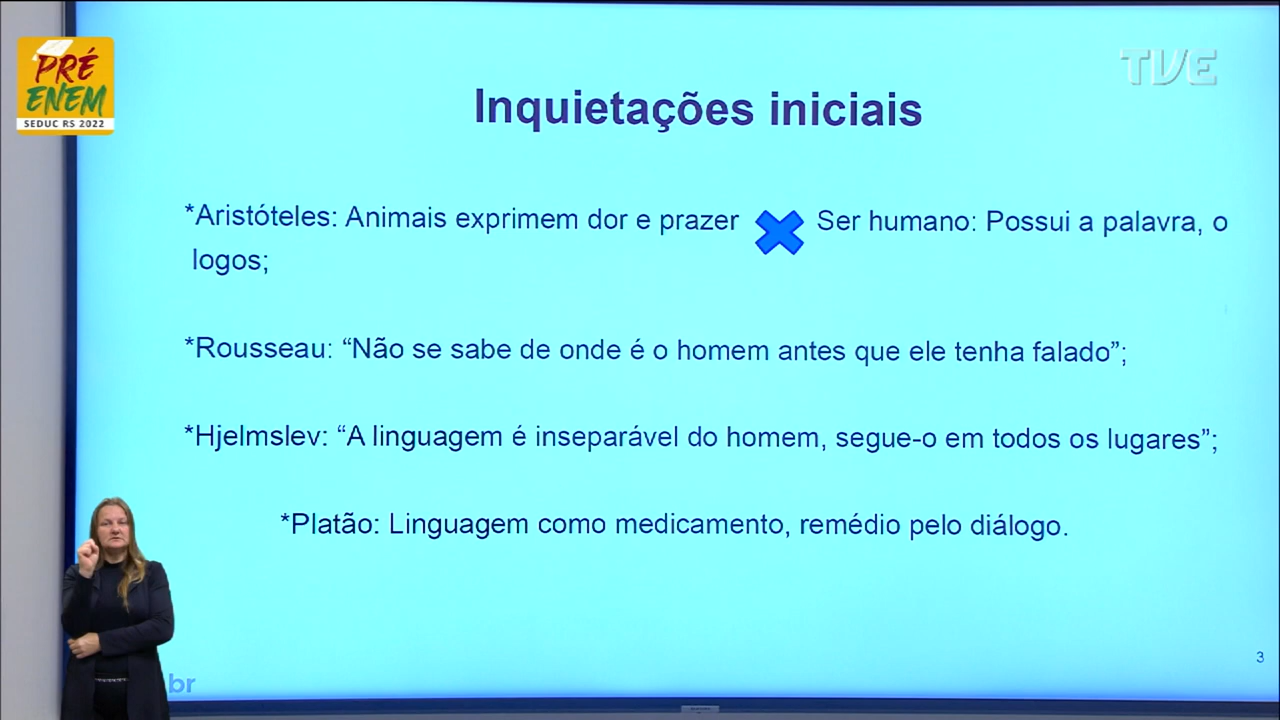 PRÉ
ENEM
SEDUC RS 2022
TVE
Inquietações iniciais
*Aristóteles: Animais exprimem dor e prazer Ser humano: Possui a palavra, o
logos;
*Rousseau: “Não se sabe de onde é o homem antes que ele tenha falado”;
*Hjelmslev: “A linguagem é inseparável do homem, segue-o em todos os lugares”;
*Platão: Linguagem como medicamento, remédio pelo diálogo.
3
br